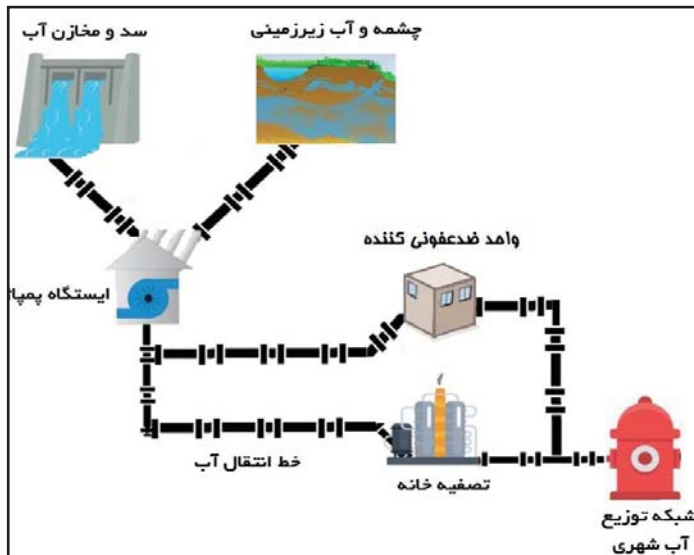 سد و مخازن آب
چشمه و آب زیرزمینی
واحد ضدعفونی کننده
ایستگاه پمپاژ
خط انتقال آب
تصفیه خانه
شبکه توزیع
آب شهری